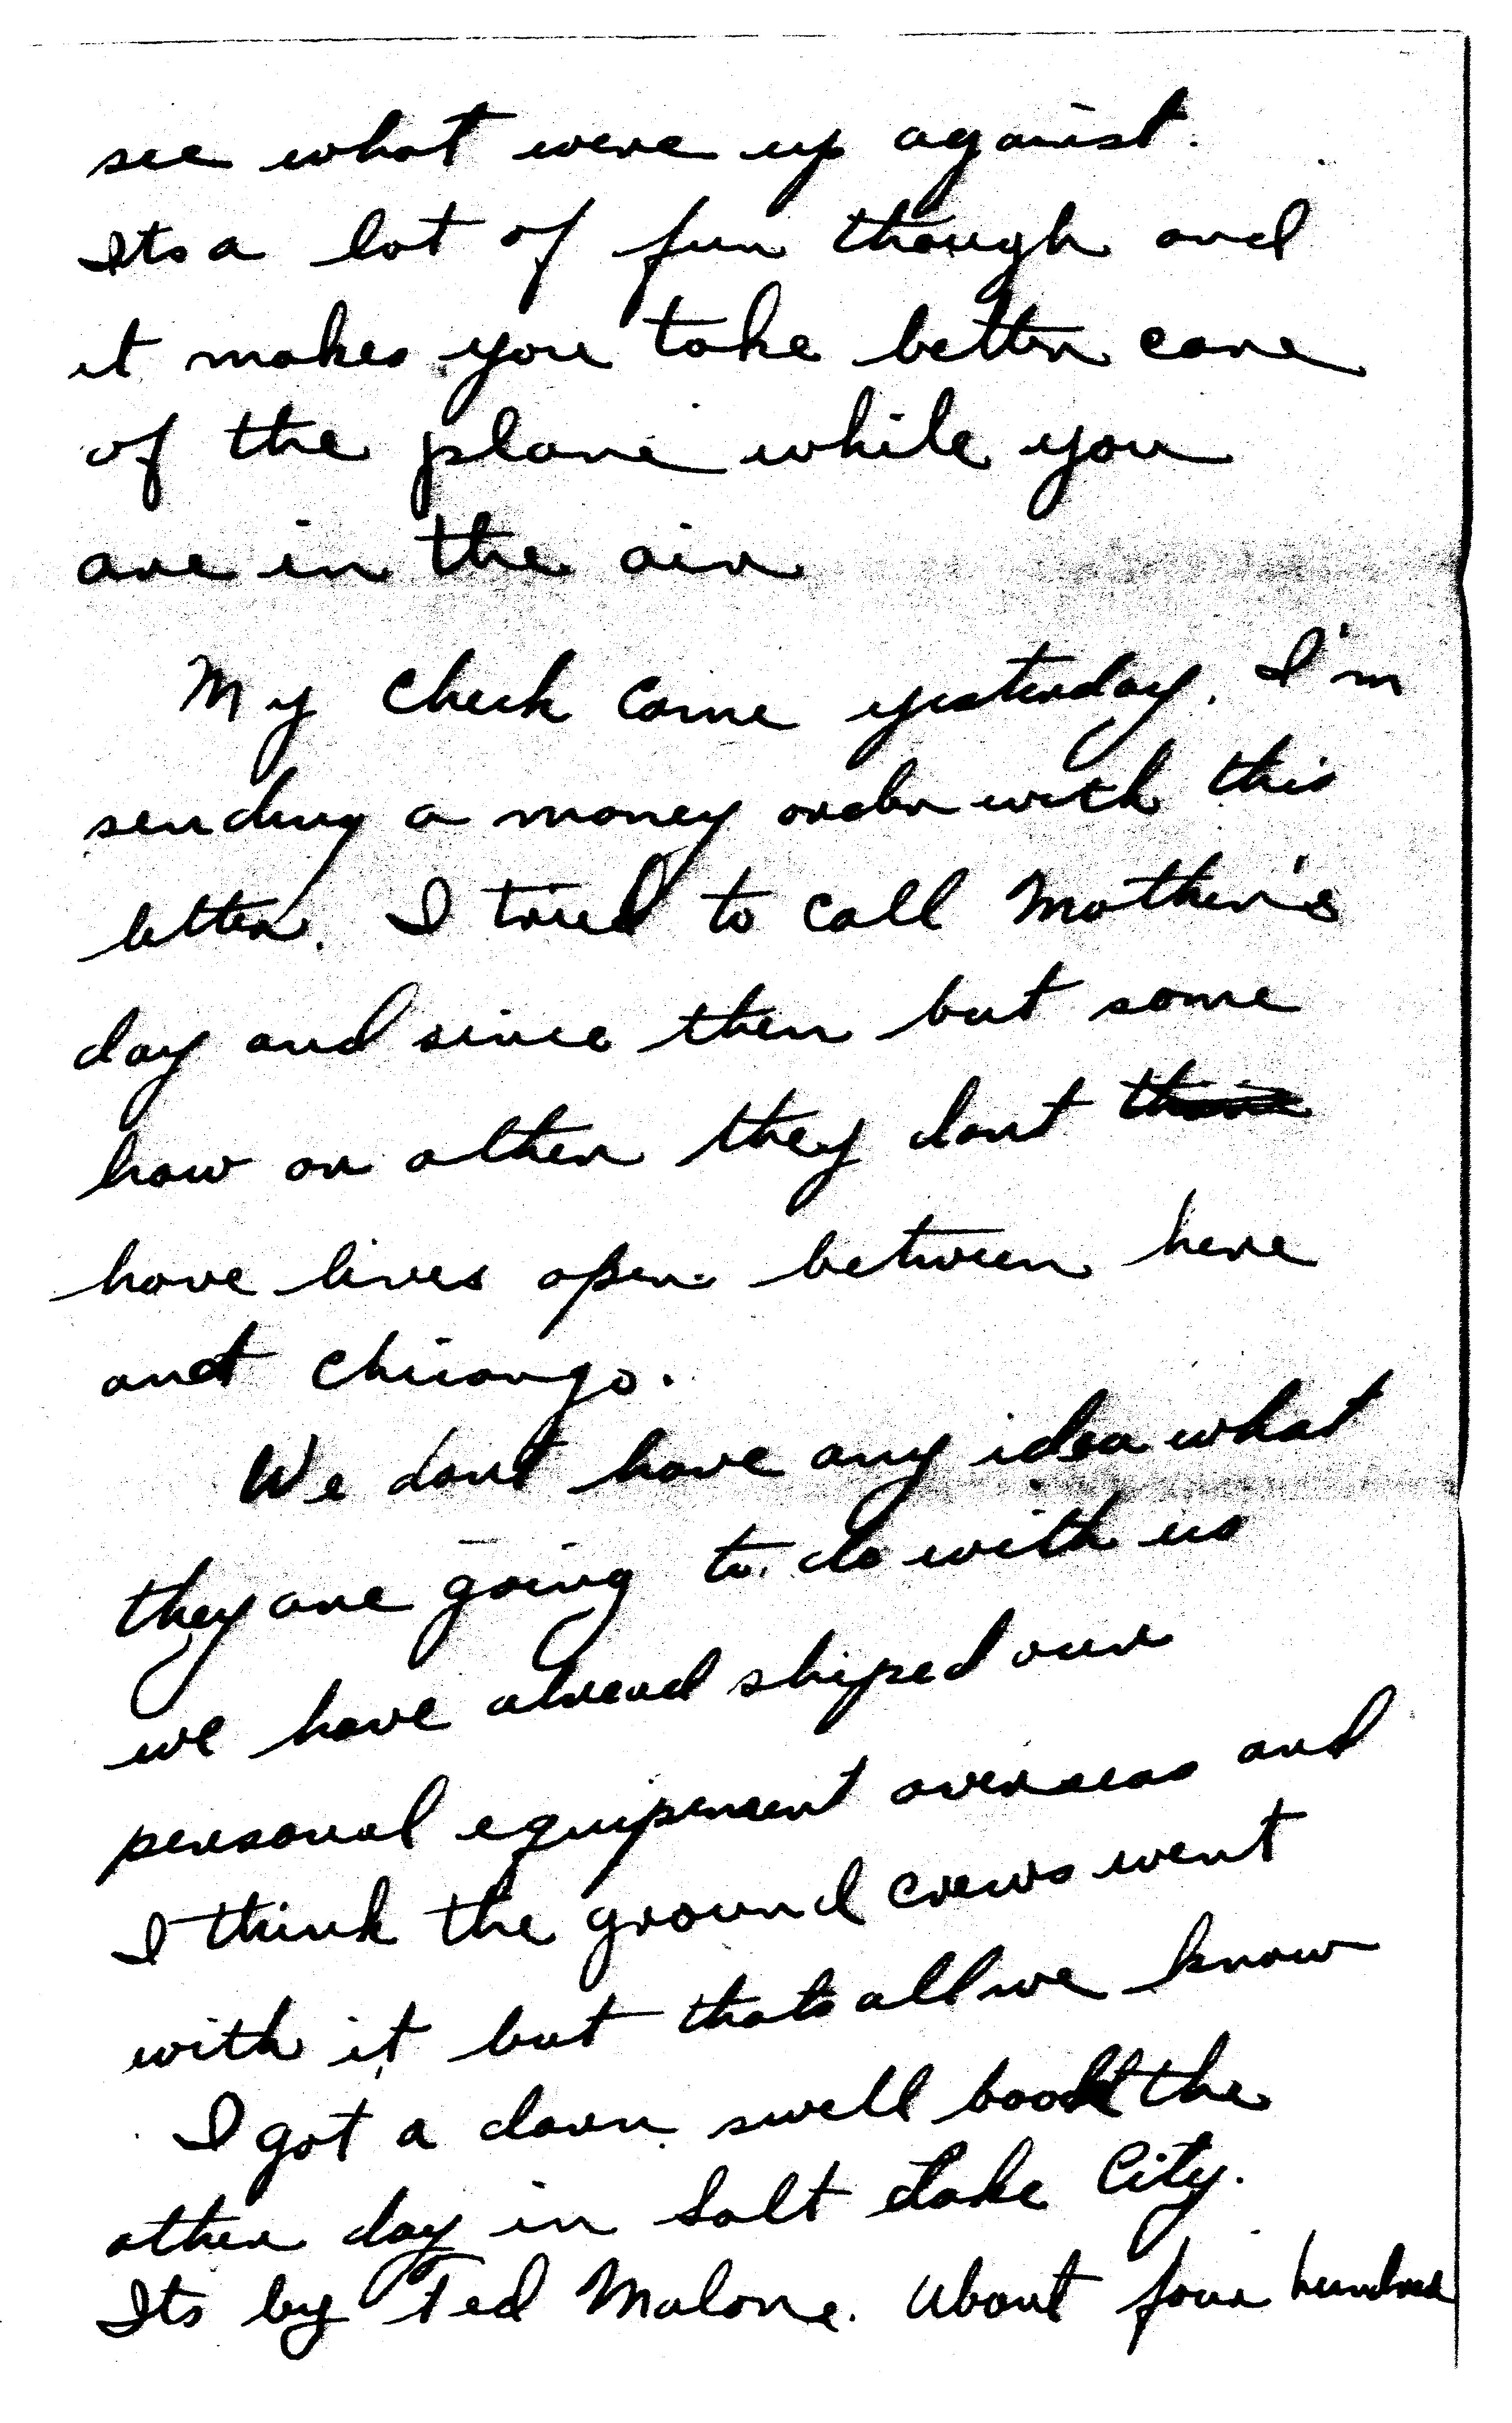 see what were up against.
Its a lot of fun though and
it makes you take better care
of the plane while you
are in the air
My check came yesterday. I'm
sending a money order with this
letter. I tried to call Mother's
day and since then but some
how or other they dont
have lines open between here
and Chicago.
We dont have any idea what
they are going to do with us
we have alread shiped our
personal equipment overseas and
I think the ground crews went
with it but thats all we know
I got a darn swell book the
other day in Salt Lake City.
Its by Ted Malone. About four hundred